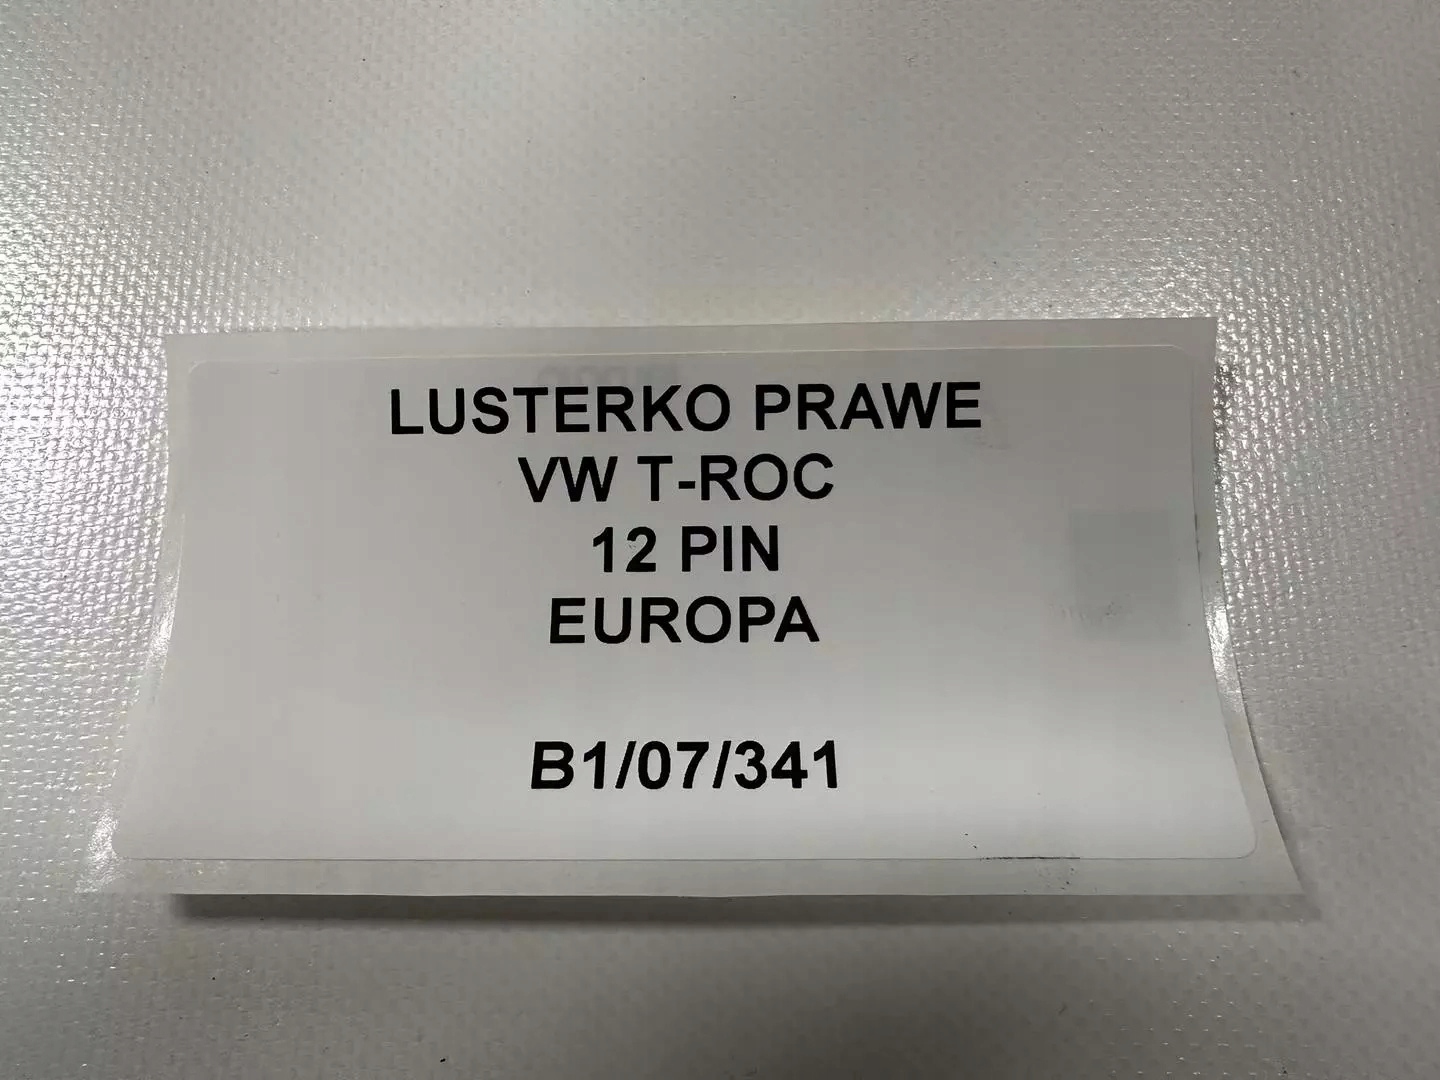 LUSTERKO PRAWE
VW T-ROC
12 PIN
EUROPA
B1/07/341